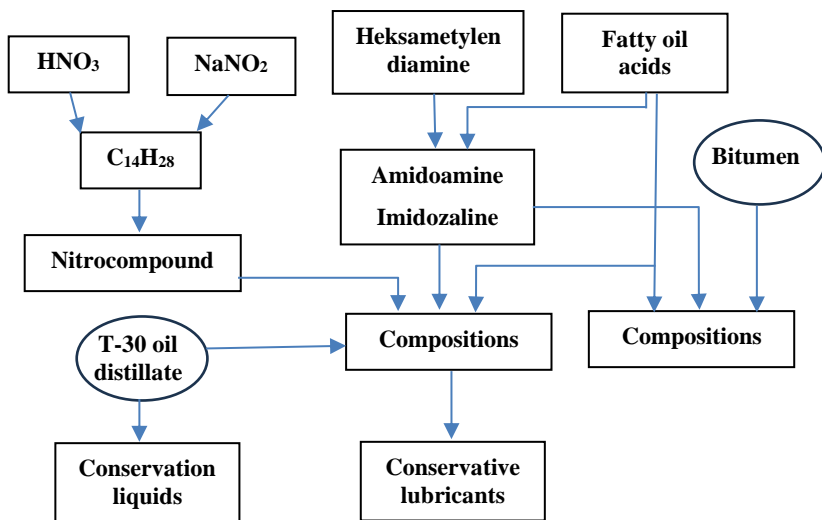 HNO₃
NaNO₂
Heksametylen
diamine
Fatty oil
acids
C₁₄H₂₈
Amidoamine
Imidozaline
Bitumen
Nitrocompound
T-30 oil
distillate
Compositions
Compositions
Conservation
liquids
Conservative
lubricants